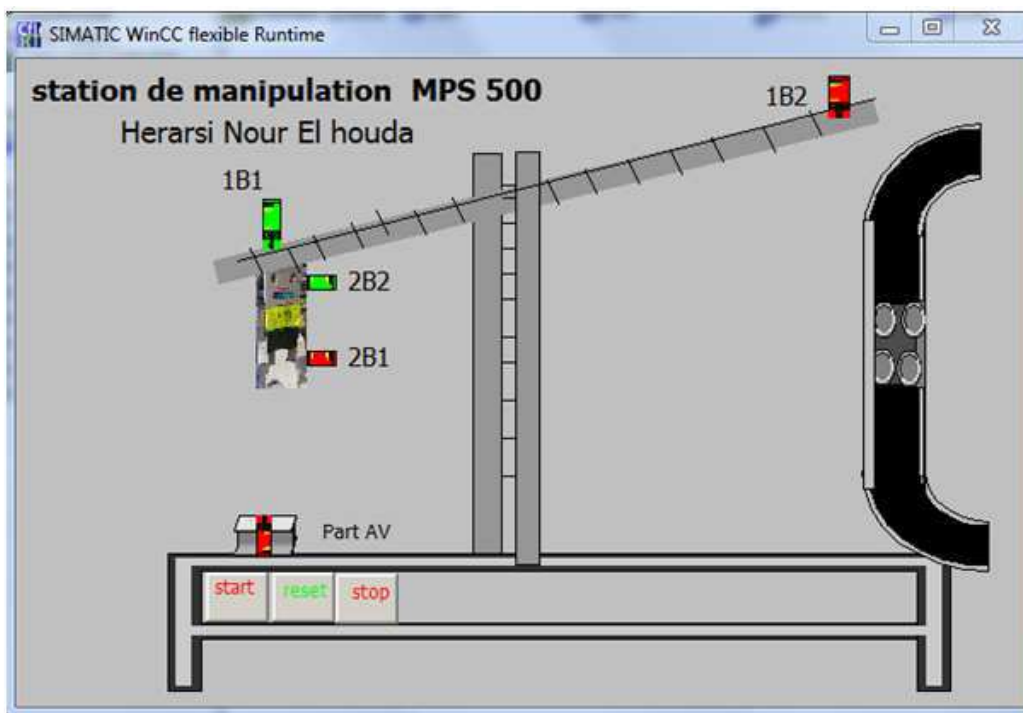 SIMATIC WinCC flexible Runtime
station de manipulation MPS 500
Herarsi Nour El houda
1B2
1B1
2B2
2B1
Part AV
start reset stop